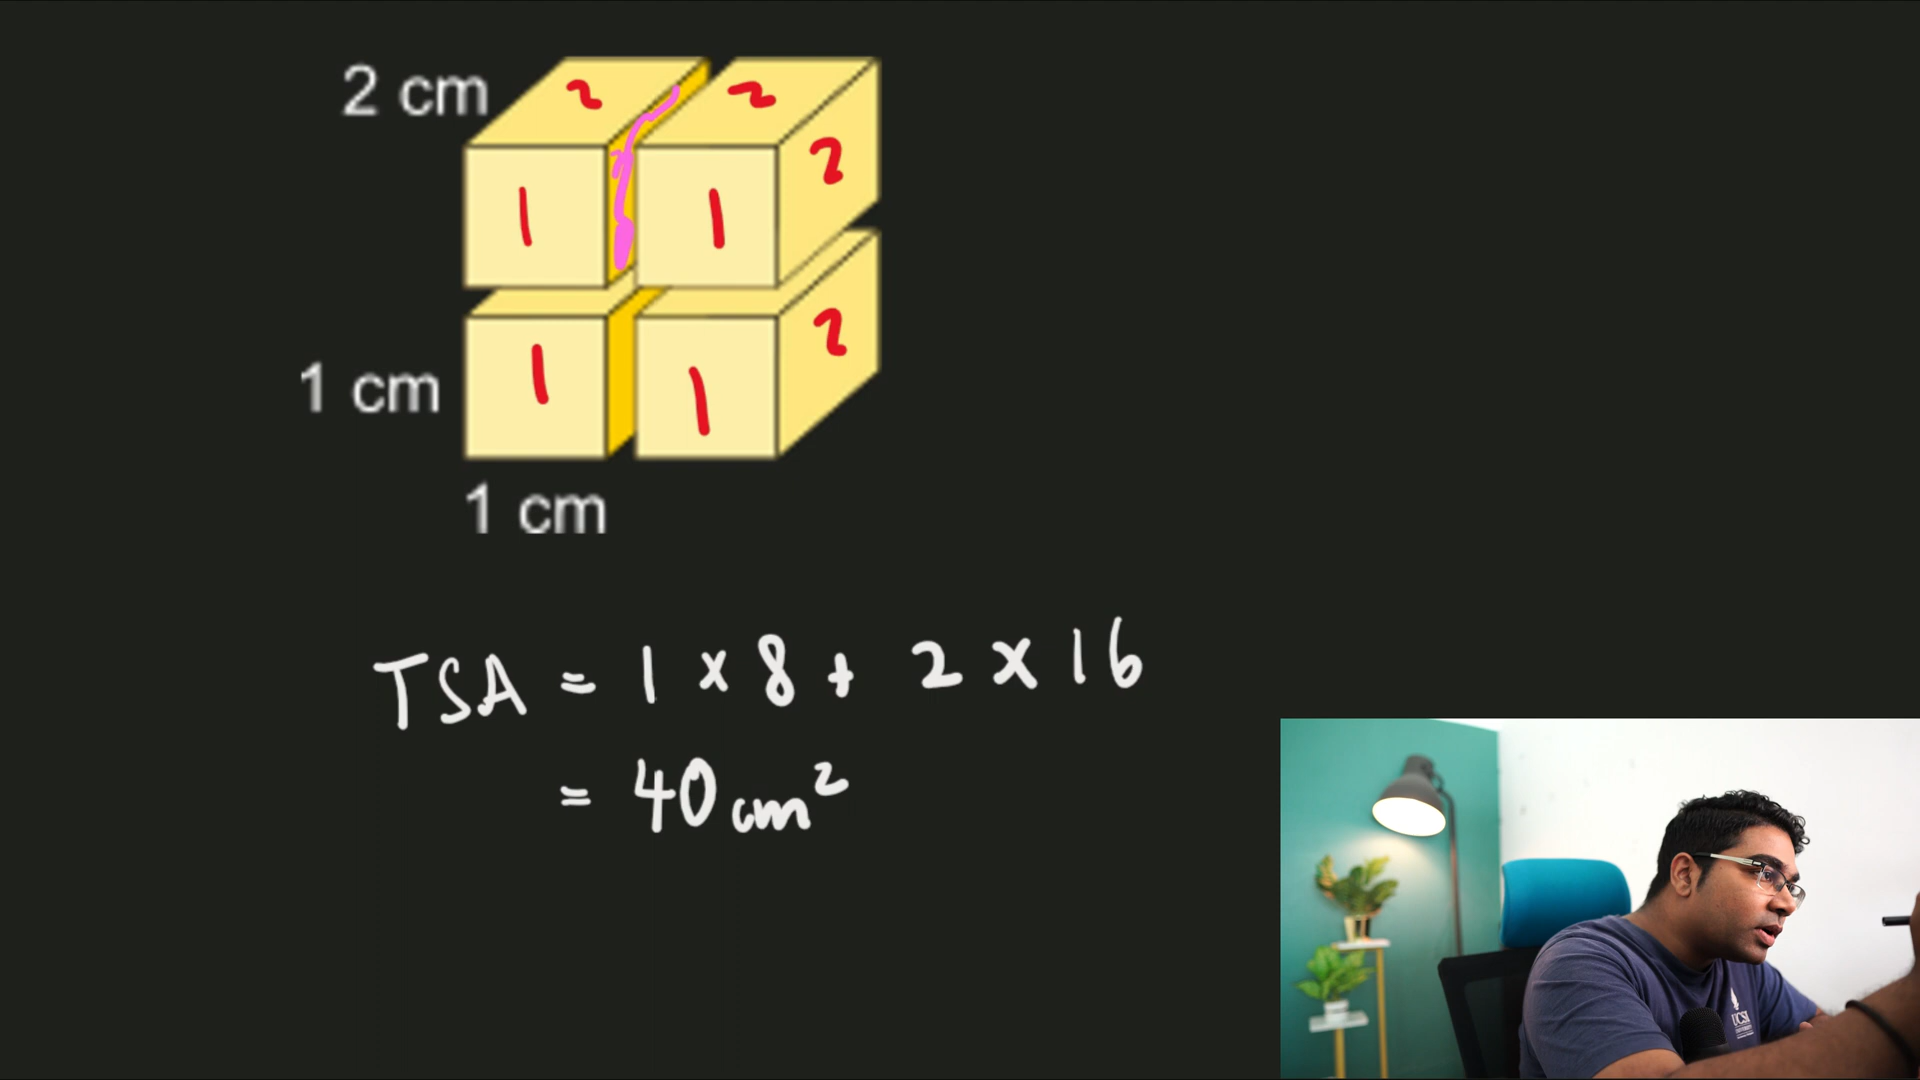 2 cm
2 2
2
1 1
2
1 cm
1 1
1 cm
TSA = 1 × 8 + 2 × 16
= 40 cm²
UCSI